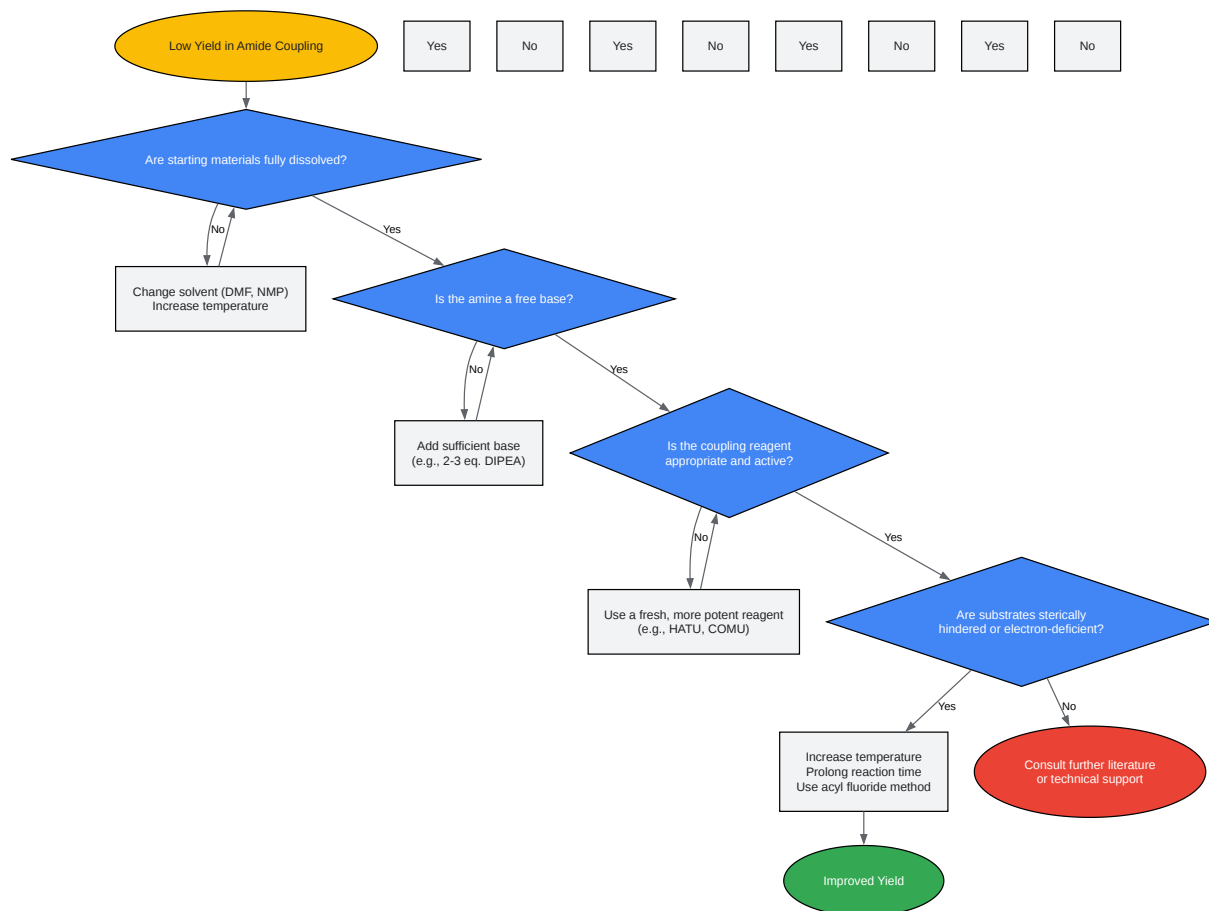 Low Yield in Amide Coupling
Yes
No
Yes
No
Yes
No
Yes
No
Are starting materials fully dissolved?
No
Yes
Change solvent (DMF, NMP)
Increase temperature
Is the amine a free base?
No
Yes
Add sufficient base
(e.g., 2-3 eq. DIPEA)
Is the coupling reagent
appropriate and active?
No
Yes
Use a fresh, more potent reagent
(e.g., HATU, COMU)
Are substrates sterically
hindered or electron-deficient?
Yes
No
Increase temperature
Prolong reaction time
Use acyl fluoride method
Consult further literature
or technical support
Improved Yield